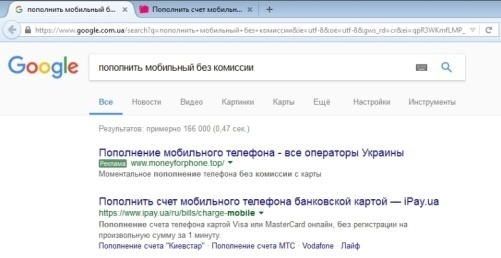 пополнить мобильный б...
Пополнить счет мобильн...
https://www.google.com.ua/search?q=пополнить+мобильный+без+комиссии&ie=utf-8&oe=utf-8&gws_rd=cr&ei=qpR3WKmfLMP_
Google
пополнить мобильный без комиссии
Все Новости Видео Картинки Карты Ещё Настройки Инструменты
Результатов: примерно 166 000 (0,47 сек.)
Пополнение мобильного телефона - все операторы Украины
Реклама www.moneyforphone.top/
Моментальное пополнение телефона без комиссии с карты
Пополнить счет мобильного телефона банковской картой — iPay.ua
https://www.ipay.ua/ru/bills/charge-mobile
Пополнение счета телефона картой Visa или MasterCard онлайн, без регистрации на
произвольную сумму за 1 минуту.
Пополнение счета "Киевстар" · Пополнение счета МТС · Vodafone · Лайф